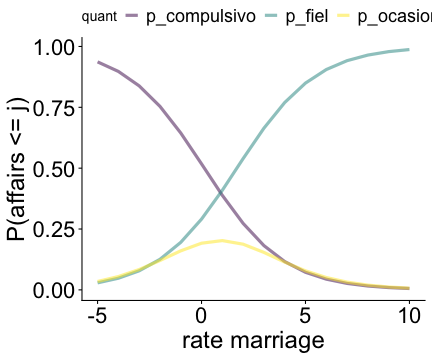 quant p_compulsivo p_fiel p_ocasion
1.00
0.75
0.50
0.25
0.00
P(affairs <= j)
-5 0 5 10
rate marriage